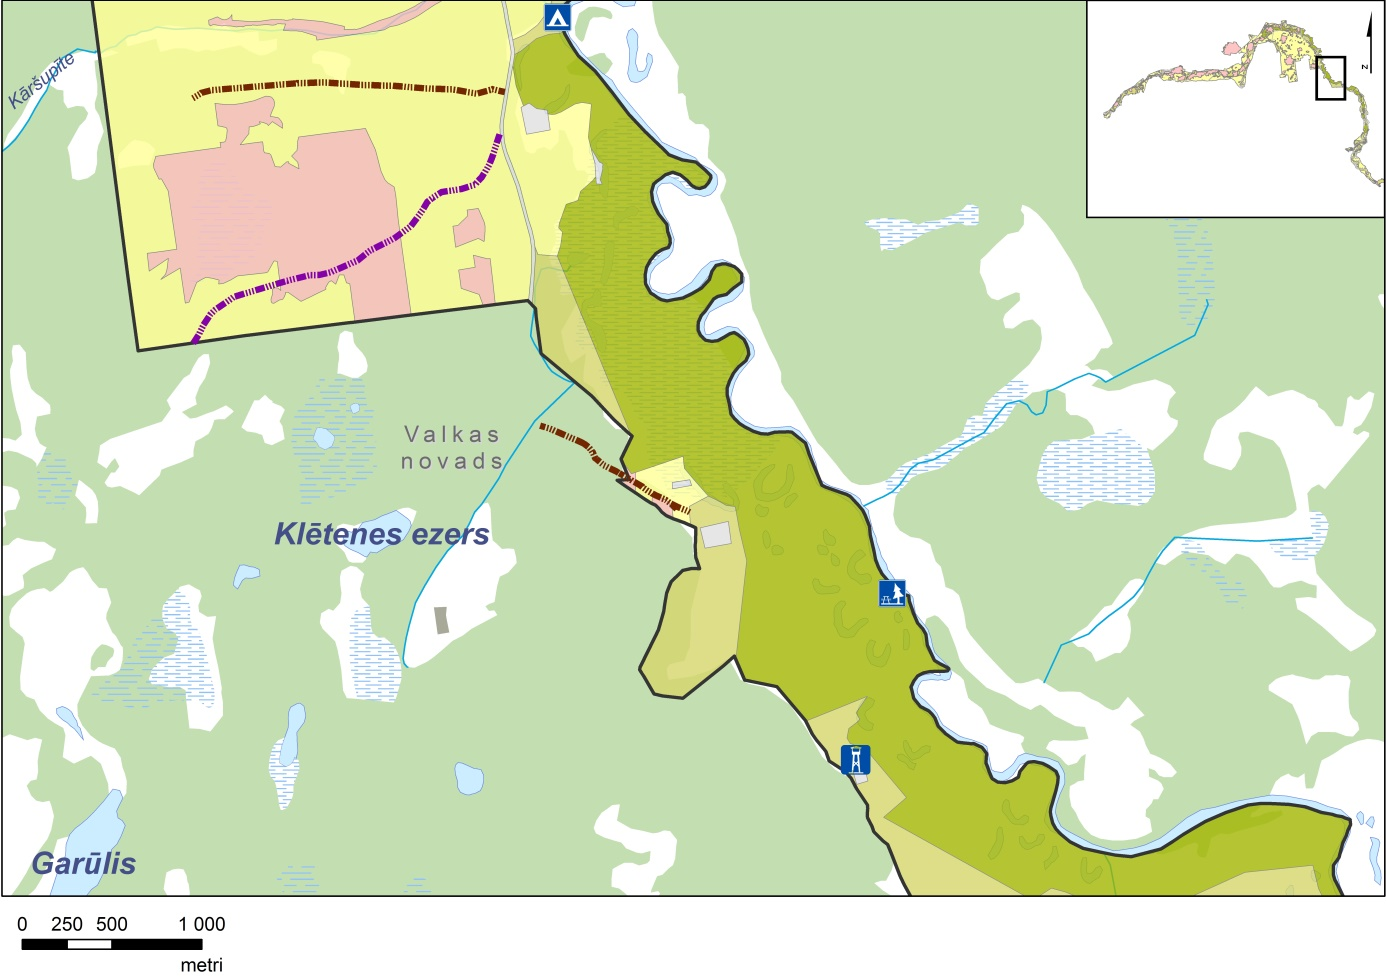 Kāršupīte
Z
Valkas
novads
Klētenes ezers
Garūlis
0 250 500 1 000
metri